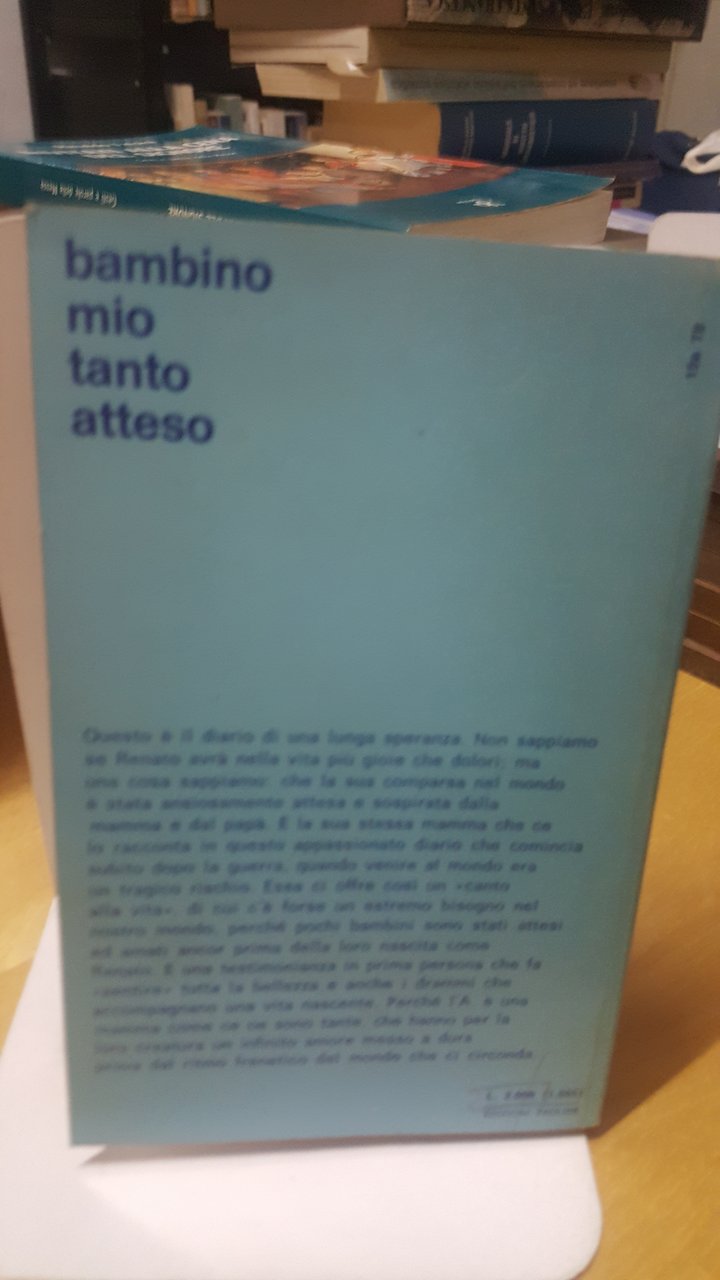 bambino
mio
tanto
atteso
Questo è il diario di una lunga speranza. Non sappiamo
se Renato avrà nella vita più gioie che dolori; ma
una cosa sappiamo: che la sua comparsa nel mondo
è stata ansiosamente attesa e sospirata dalla
mamma e dal papà. È la sua stessa mamma che ce
lo racconta in questo appassionato diario che comincia
subito dopo la guerra, quando venire al mondo era
un tragico rischio. Essa ci offre così un «canto
alla vita», di cui c'è forse un estremo bisogno nel
nostro mondo, perché pochi bambini sono stati attesi
ed amati ancor prima della loro nascita come
Renato. È una testimonianza in prima persona che fa
«sentire» tutta la bellezza e anche i drammi che
accompagnano una vita nascente. Perché l'A. è una
mamma come ce ne sono tante, che hanno per la
loro creatura un infinito amore messo a dura
prova dal ritmo frenetico del mondo che ci circonda.
L. 2.000